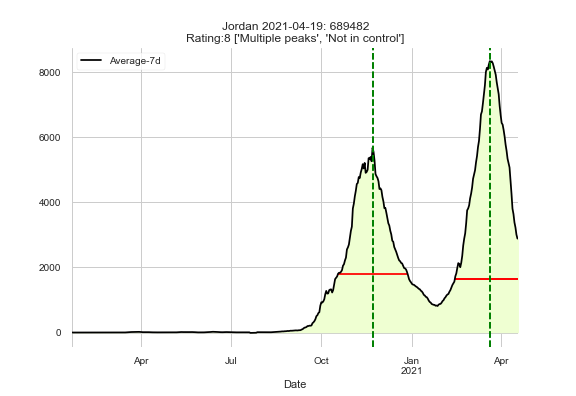 Jordan 2021-04-19: 689482
Rating:8 ['Multiple peaks', 'Not in control']
Average-7d
8000
6000
4000
2000
0
Apr Jul Oct Jan Apr
2021
Date